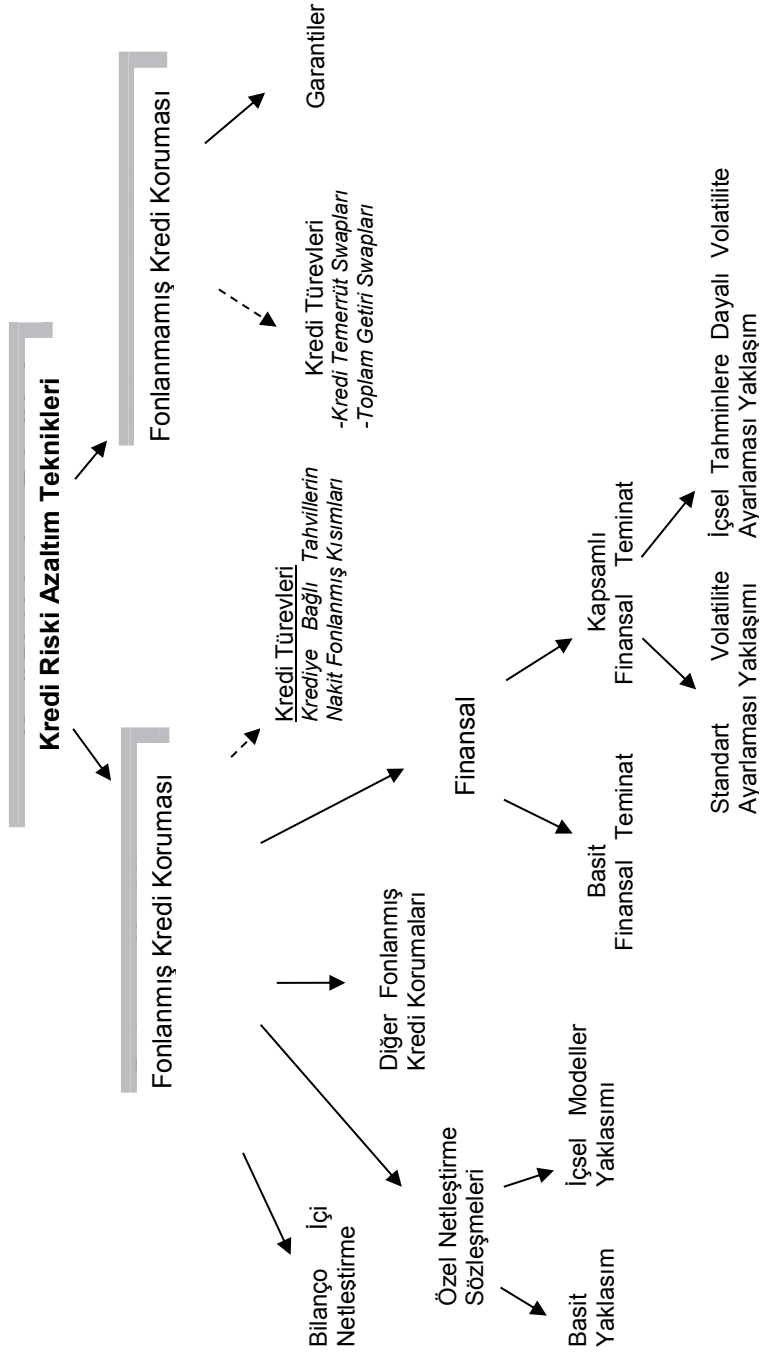 Kredi Riski Azaltım Teknikleri
Fonlanmış Kredi Koruması
Fonlanmamış Kredi Koruması
Bilanço İçi
Netleştirme
Özel Netleştirme
Sözleşmeleri
Basit
Yaklaşım
İçsel Modeller
Yaklasımı
Diğer Fonlanmış
Kredi Korumaları
Finansal
Basit
Finansal Teminat
Kapsamlı
Finansal Teminat
Standart Volatilite
Ayarlaması Yaklaşımı
İçsel Tahminlere Dayalı Volatilite
Ayarlaması Yaklaşım
Kredi Türevleri
Krediye Bağlı Tahvillerin
Nakit Fonlanmış Kısımları
Kredi Türevleri
-Kredi Temerrüt Swapları
-Toplam Getiri Swapları
Garantiler